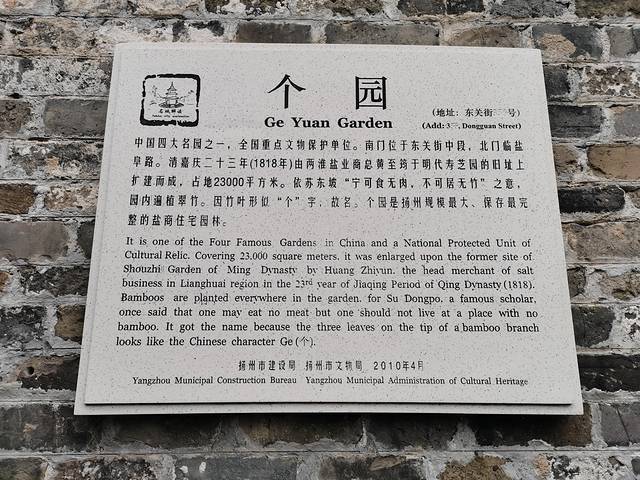 个 园
Ge Yuan Garden
(地址: 东关街 号)
(Add: 3 , Dongguan Street)
中国四大名园之一，全国重点文物保护单位。南门位于东关街中段，北门临盐
阜路。清嘉庆二十三年(1818年)由两淮盐业商总黄至筠于明代寿芝园的旧址上
扩建而成，占地23000平方米。依苏东坡“宁可食无肉，不可居无竹”之意，
园内遍植翠竹。因竹叶形似“个”字，故名。个园是扬州规模最大、保存最完
整的盐商住宅园林。
It is one of the Four Famous Gardens in China and a National Protected Unit of
Cultural Relic. Covering 23,000 square meters, it was enlarged upon the former site of
Shouzhi Garden of Ming Dynasty by Huang Zhiyun, the head merchant of salt
business in Lianghuai region in the 23rd year of Jiaqing Period of Qing Dynasty (1818).
Bamboos are planted everywhere in the garden, for Su Dongpo, a famous scholar,
once said that one may eat no meat but one should not live at a place with no
bamboo. It got the name because the three leaves on the tip of a bamboo branch
looks like the Chinese character Ge (个).
扬州市建设局 扬州市文物局 2010年4月
Yangzhou Municipal Construction Bureau Yangzhou Municipal Administration of Cultural Heritage